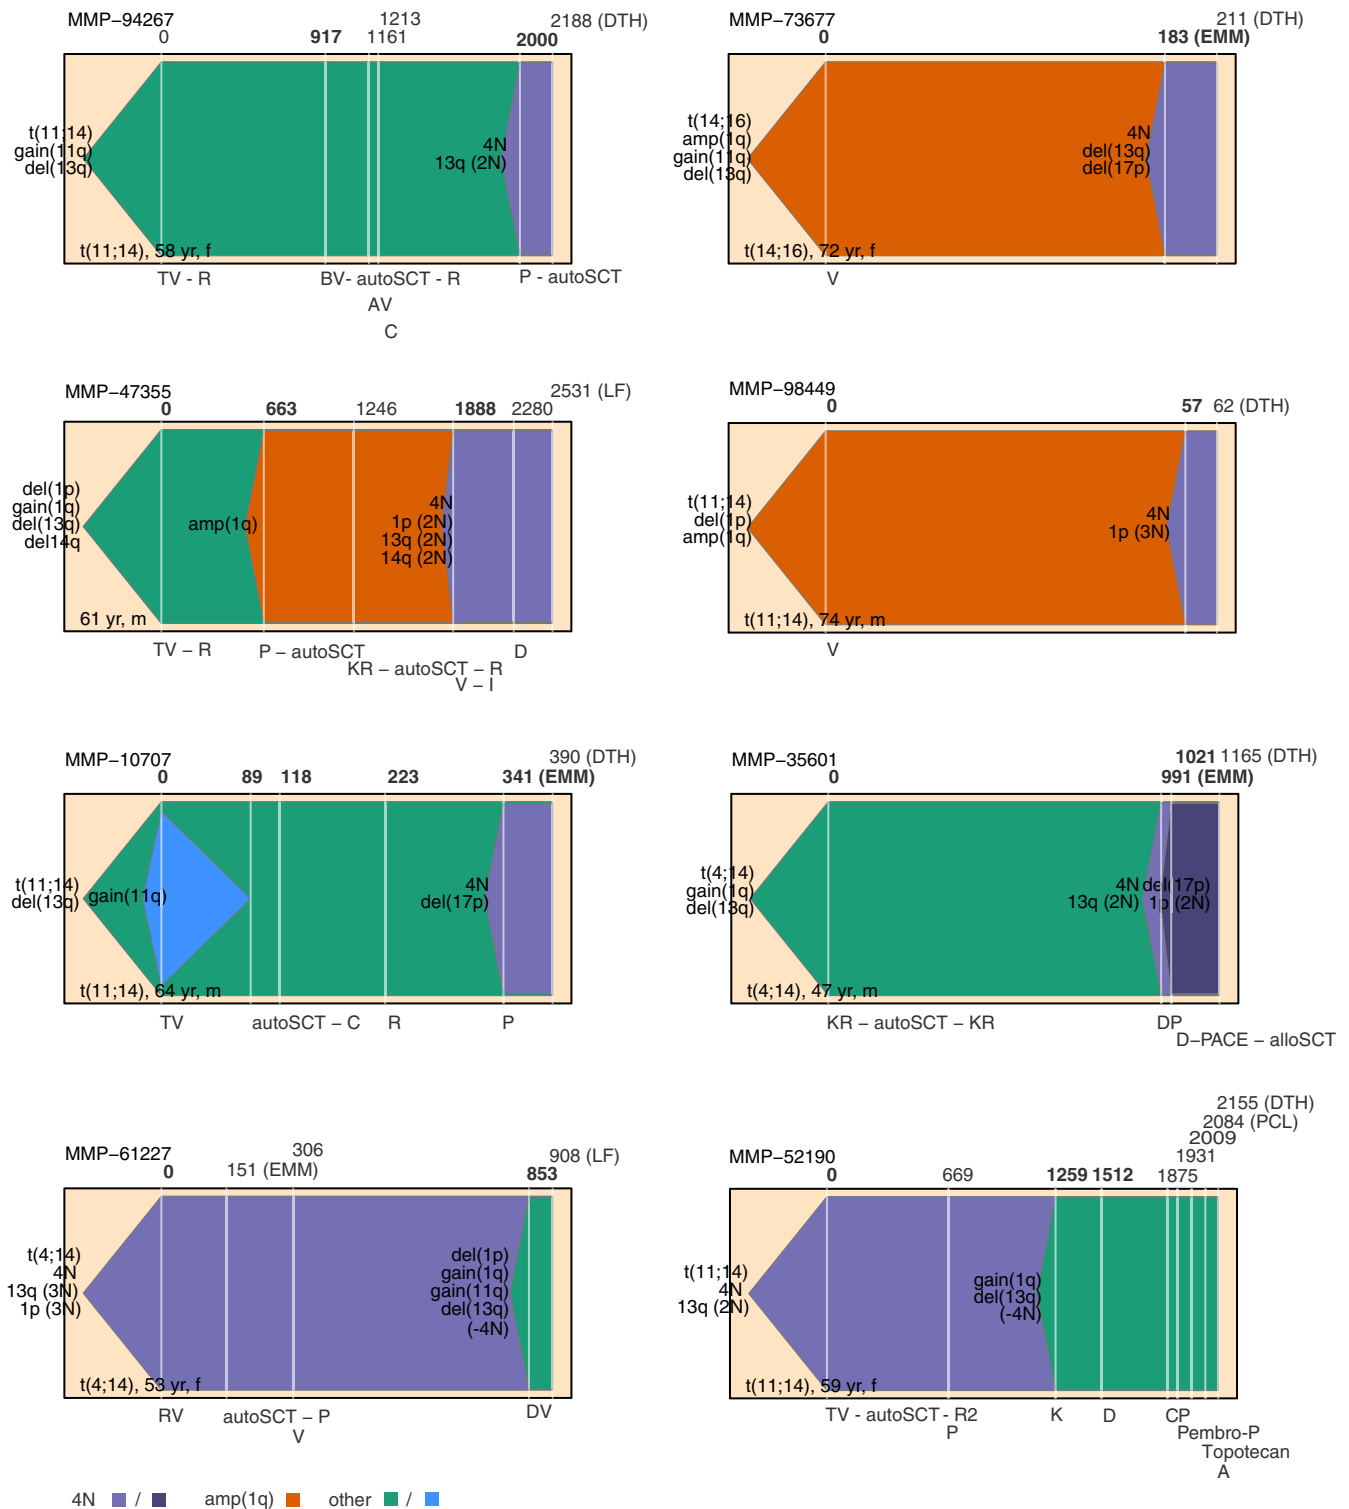 MMP–94267
1213
2188 (DTH)
0
917
1161
2000
t(11;14)
gain(11q)
del(13q)
4N
13q (2N)
t(11;14), 58 yr, f
TV - R
BV- autoSCT - R
P - autoSCT
AV
C
MMP–73677
211 (DTH)
0
183 (EMM)
t(14;16)
amp(1q)
gain(11q)
del(13q)
4N
del(13q)
del(17p)
t(14;16), 72 yr, f
V
MMP–47355
2531 (LF)
0
663
1246
1888
2280
del(1p)
gain(1q)
del(13q)
del14q
amp(1q)
4N
1p (2N)
13q (2N)
14q (2N)
61 yr, m
TV – R
P – autoSCT
D
KR – autoSCT – R
V – I
MMP–98449
0
57
62 (DTH)
t(11;14)
del(1p)
amp(1q)
4N
1p (3N)
t(11;14), 74 yr, m
V
MMP–10707
390 (DTH)
0
89
118
223
341 (EMM)
t(11;14)
del(13q)
gain(11q)
4N
del(17p)
t(11;14), 64 yr, m
TV
autoSCT – C
R
P
MMP–35601
1021
1165 (DTH)
0
991 (EMM)
t(4;14)
gain(1q)
del(13q)
4N
13q (2N)
del(17p)
1p (2N)
t(4;14), 47 yr, m
KR – autoSCT – KR
DP
D–PACE – alloSCT
MMP–61227
306
908 (LF)
0
151 (EMM)
853
t(4;14)
4N
13q (3N)
1p (3N)
del(1p)
gain(1q)
gain(11q)
del(13q)
(-4N)
t(4;14), 53 yr, f
RV
autoSCT – P
DV
V
2155 (DTH)
2084 (PCL)
2009
MMP–52190
1931
0
669
1259
1512
1875
t(11;14)
4N
13q (2N)
gain(1q)
del(13q)
(-4N)
t(11;14), 59 yr, f
TV - autoSCT - R2
K
D
CP
P
Pembro-P
Topotecan
A
4N / amp(1q) other /